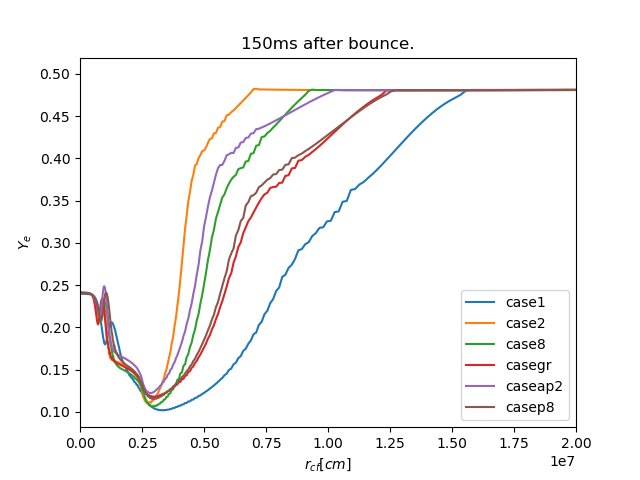 150ms after bounce.
0.50
0.45
0.40
0.35
0.30
0.25
0.20
0.15
0.10
Y_e
case1
case2
case8
casegr
caseap2
casep8
0.00 0.25 0.50 0.75 1.00 1.25 1.50 1.75 2.00
1e7
r_cf[cm]